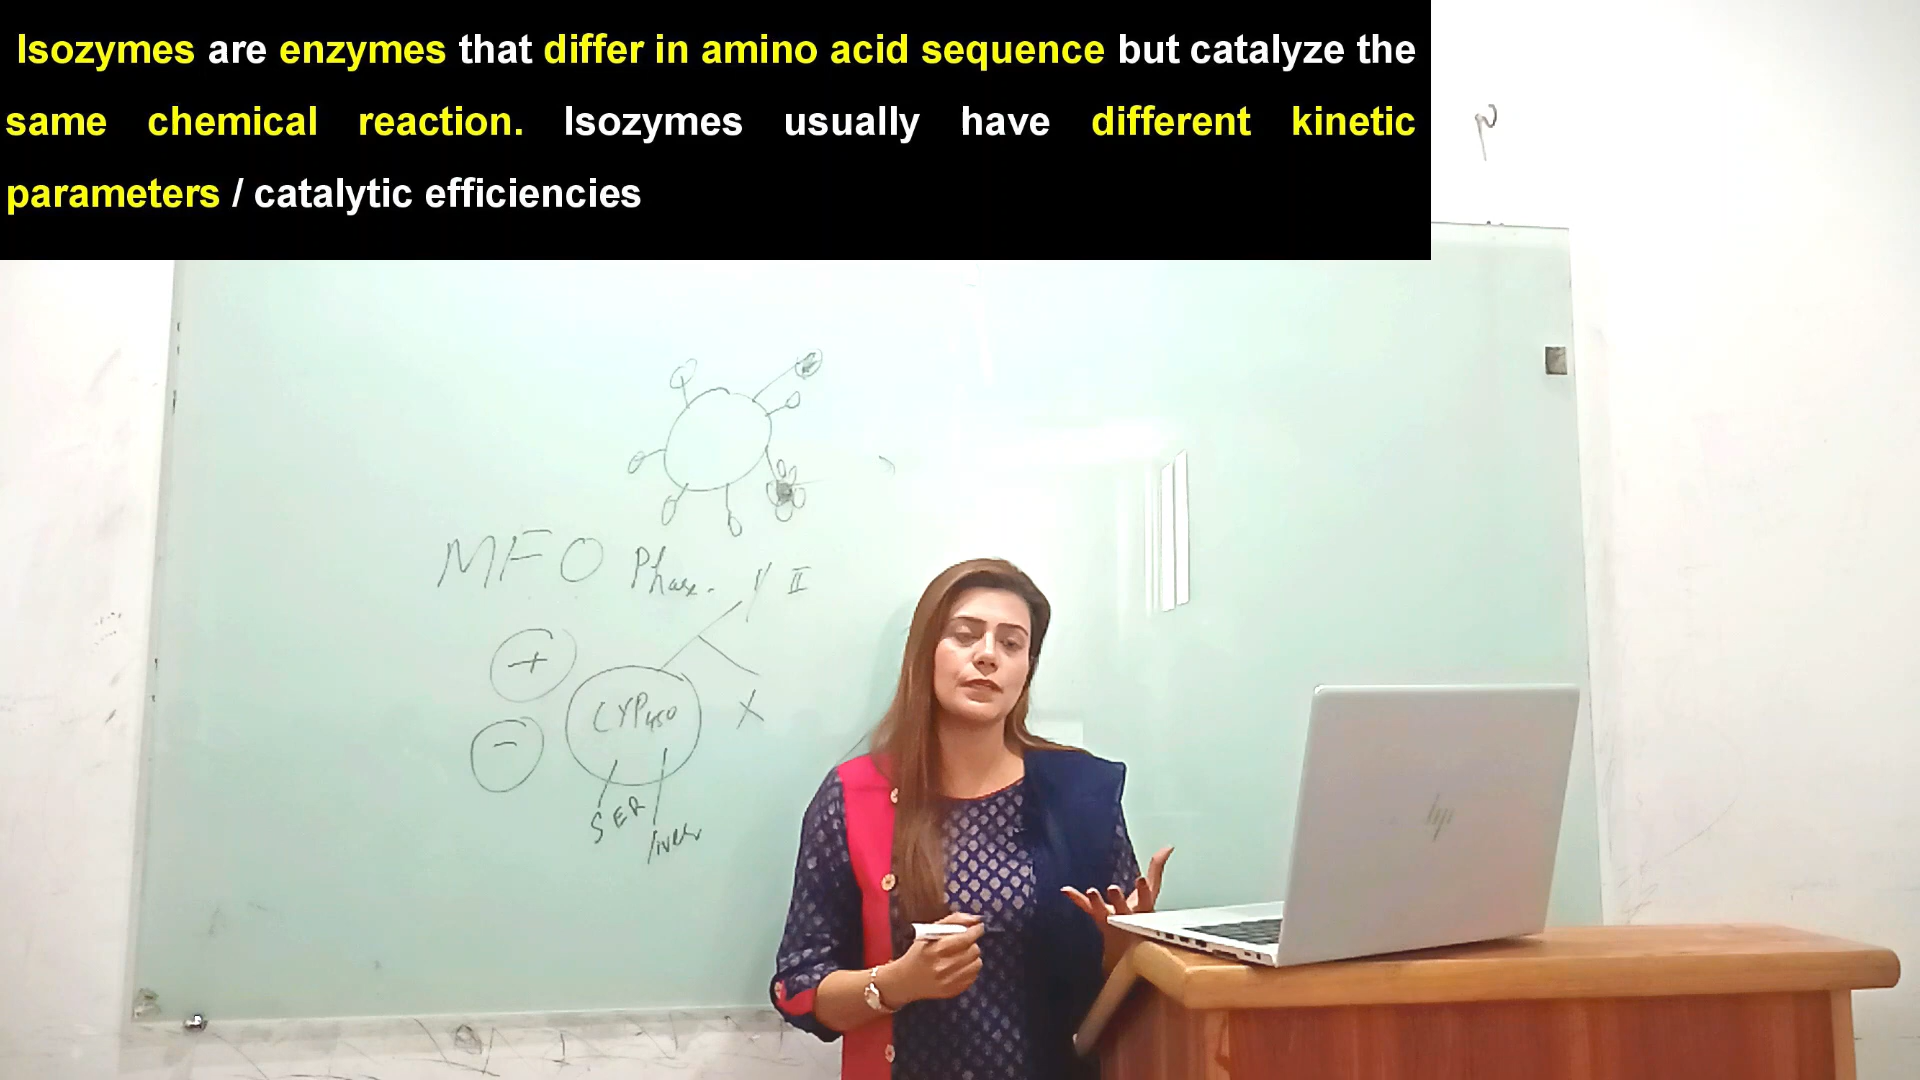 Isozymes are enzymes that differ in amino acid sequence but catalyze the
same chemical reaction. Isozymes usually have different kinetic
parameters / catalytic efficiencies
MFO Phase. I/ II
+
CYP450 X
-
SER
liver
hp